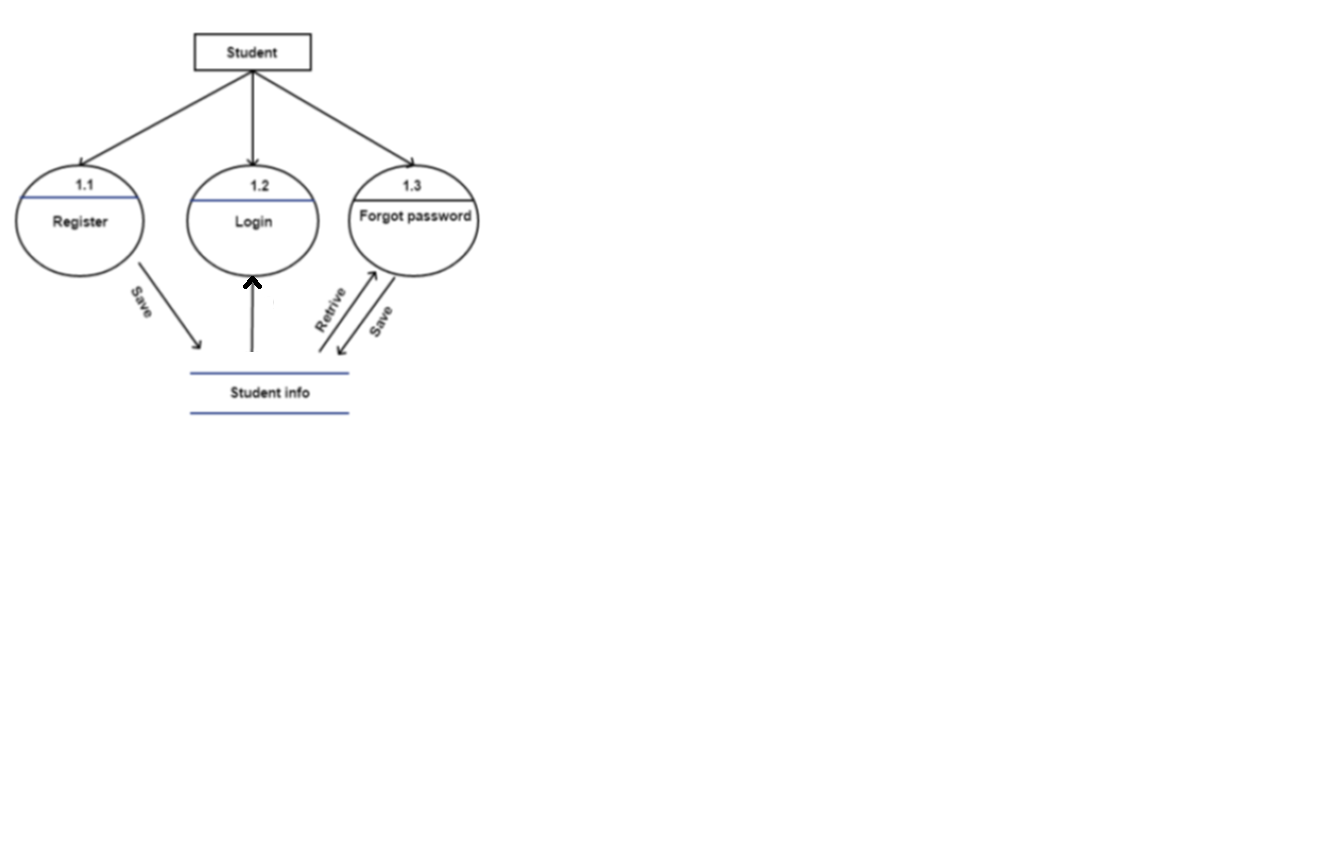 Student
1.1
1.2
1.3
Register
Login
Forgot password
Save
Retrive
Save
Student info